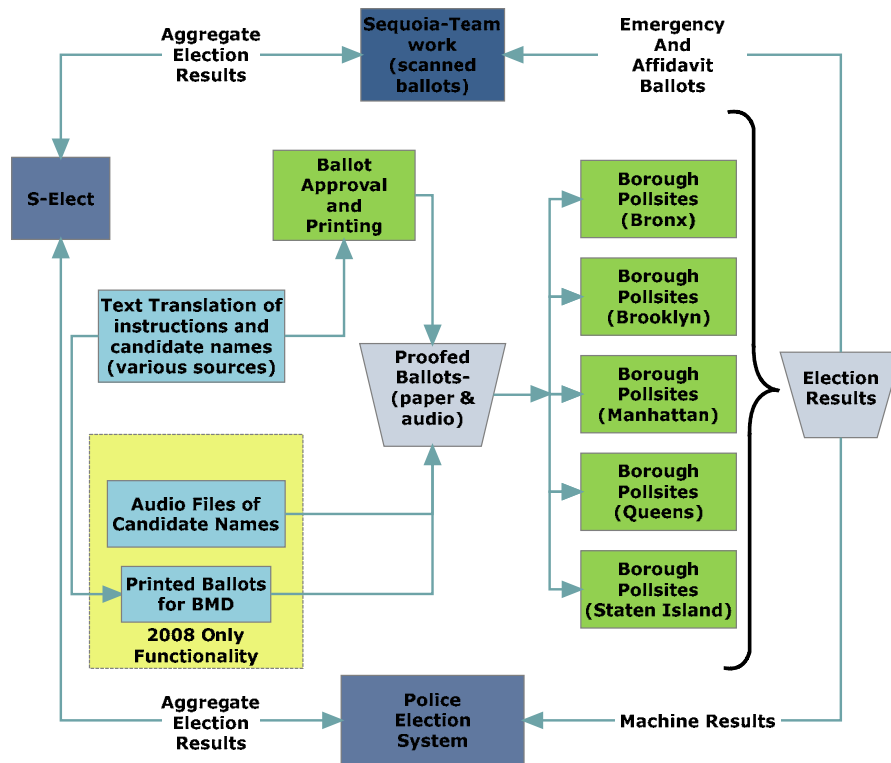 Aggregate
Election
Results
Sequoia-Team
work
(scanned
ballots)
Emergency
And
Affidavit
Ballots
S-Elect
Ballot
Approval
and
Printing
Borough
Pollsites
(Bronx)
Text Translation of
instructions and
candidate names
(various sources)
Borough
Pollsites
(Brooklyn)
Proofed
Ballots-
(paper &
audio)
Borough
Pollsites
(Manhattan)
Election
Results
Audio Files of
Candidate Names
Borough
Pollsites
(Queens)
Printed Ballots
for BMD
Borough
Pollsites
(Staten Island)
2008 Only
Functionality
Aggregate
Election
Results
Police
Election
System
Machine Results